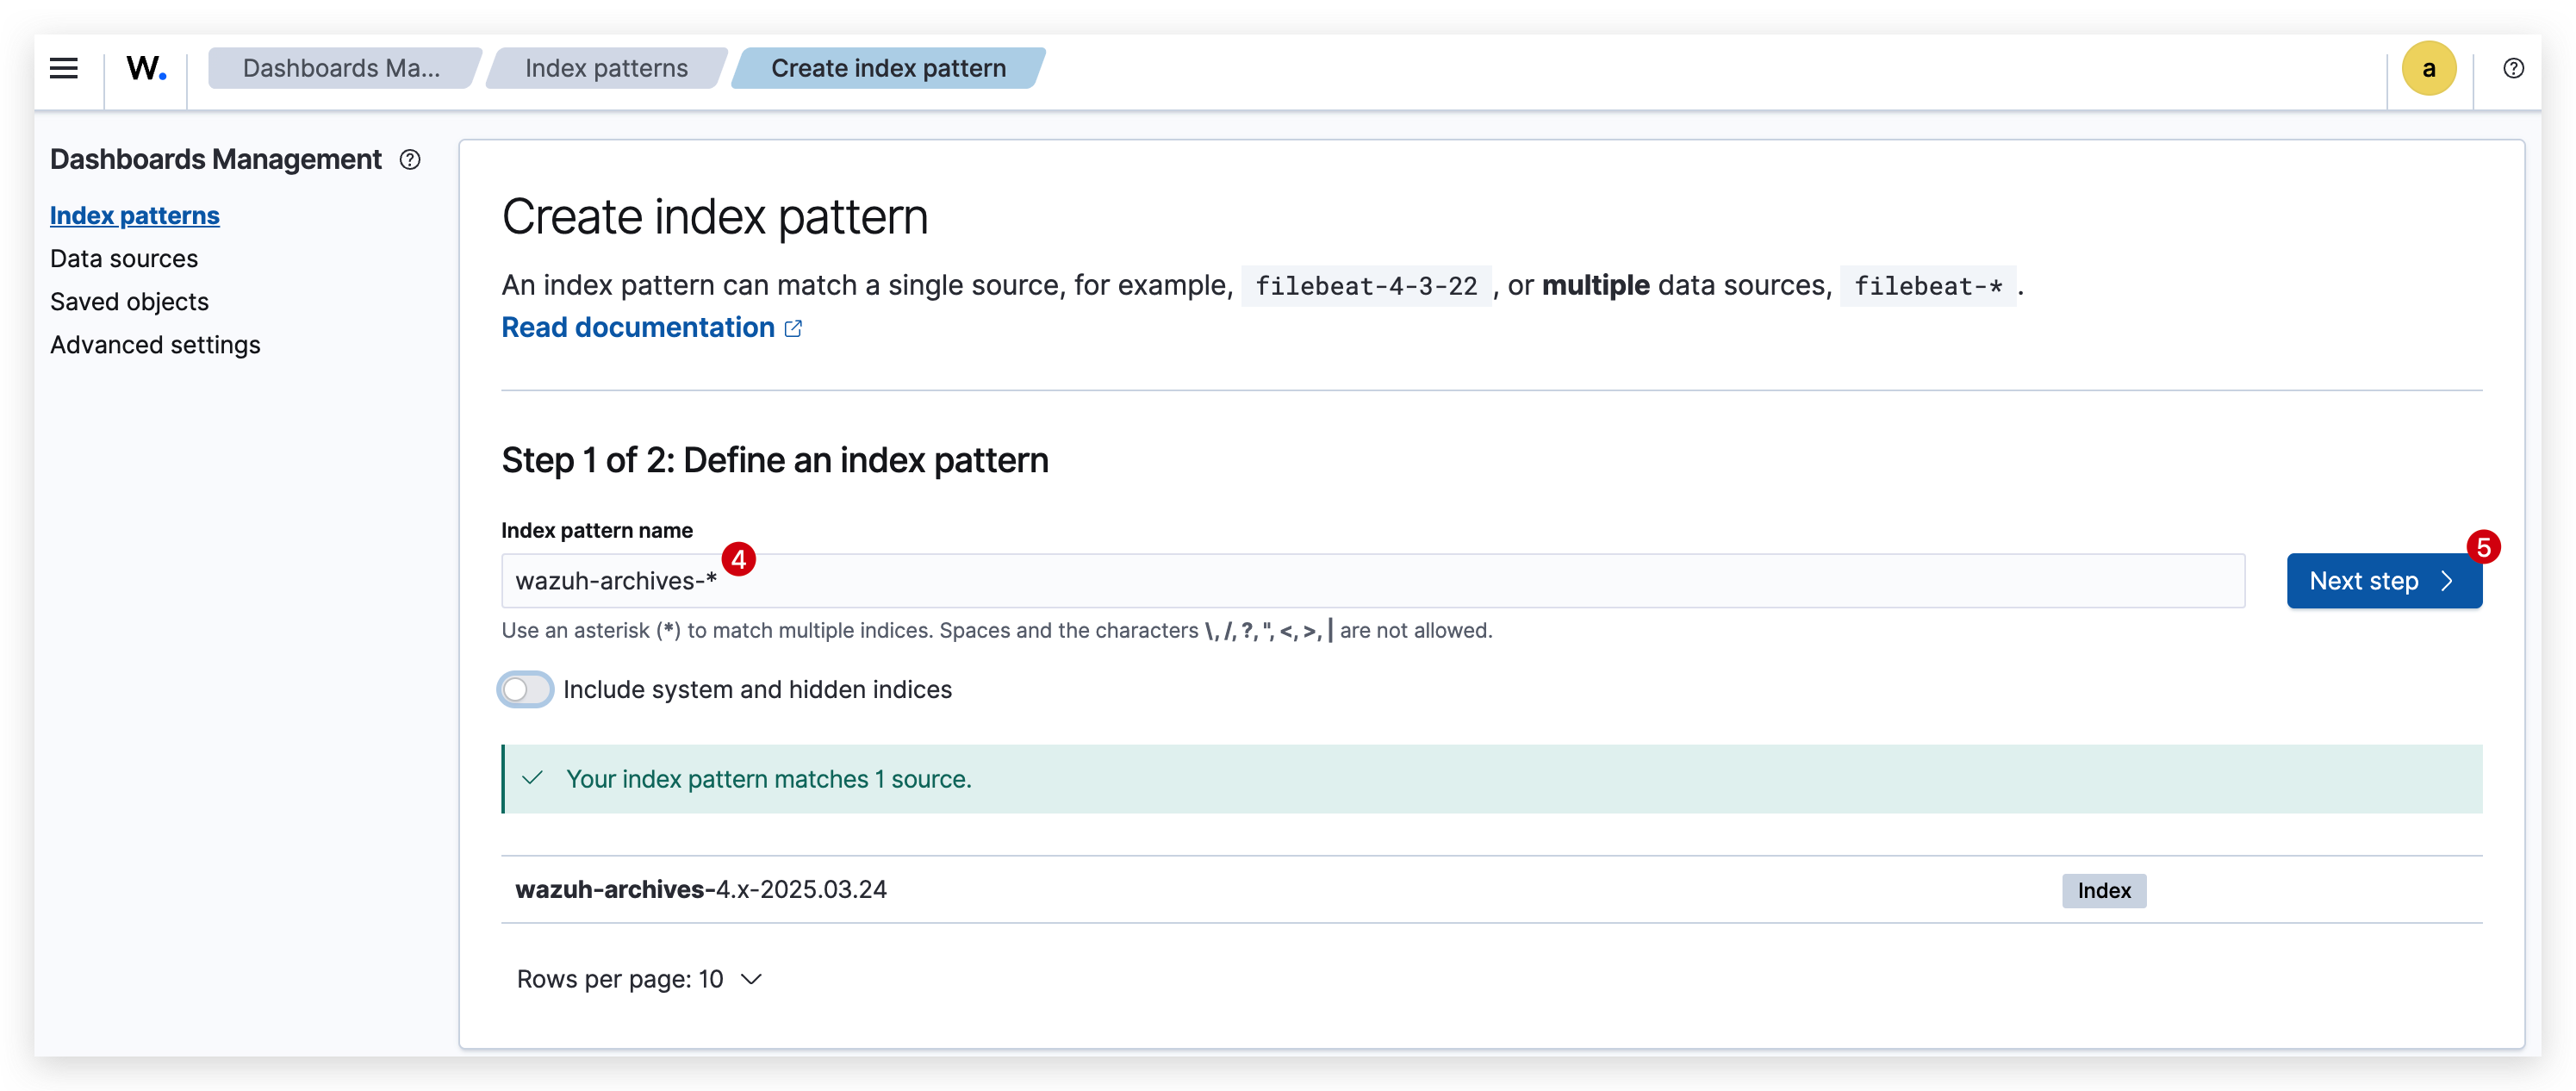 W.
Dashboards Ma...
Index patterns
Create index pattern
a
?
Dashboards Management ?
Index patterns
Data sources
Saved objects
Advanced settings
Create index pattern
An index pattern can match a single source, for example, filebeat-4-3-22 , or multiple data sources, filebeat-* .
Read documentation
Step 1 of 2: Define an index pattern
Index pattern name
4
wazuh-archives-*
5
Next step
Use an asterisk (*) to match multiple indices. Spaces and the characters \, /, ?, ", <, >, | are not allowed.
Include system and hidden indices
Your index pattern matches 1 source.
wazuh-archives-4.x-2025.03.24
Index
Rows per page: 10